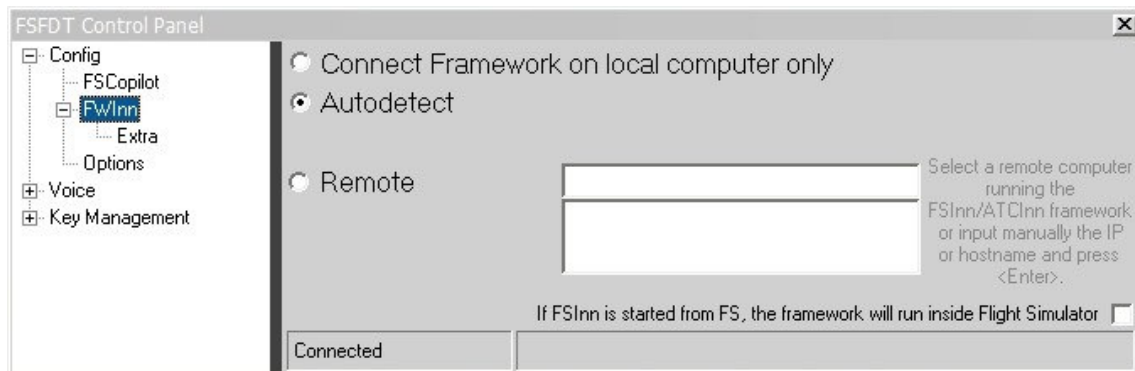 FSFDT Control Panel
Config
FSCopilot
FWInn
Extra
Options
Voice
Key Management
Connect Framework on local computer only
Autodetect
Remote
Select a remote computer
running the
FSInn/ATCInn framework
or input manually the IP
or hostname and press
<Enter>.
If FSInn is started from FS, the framework will run inside Flight Simulator
Connected